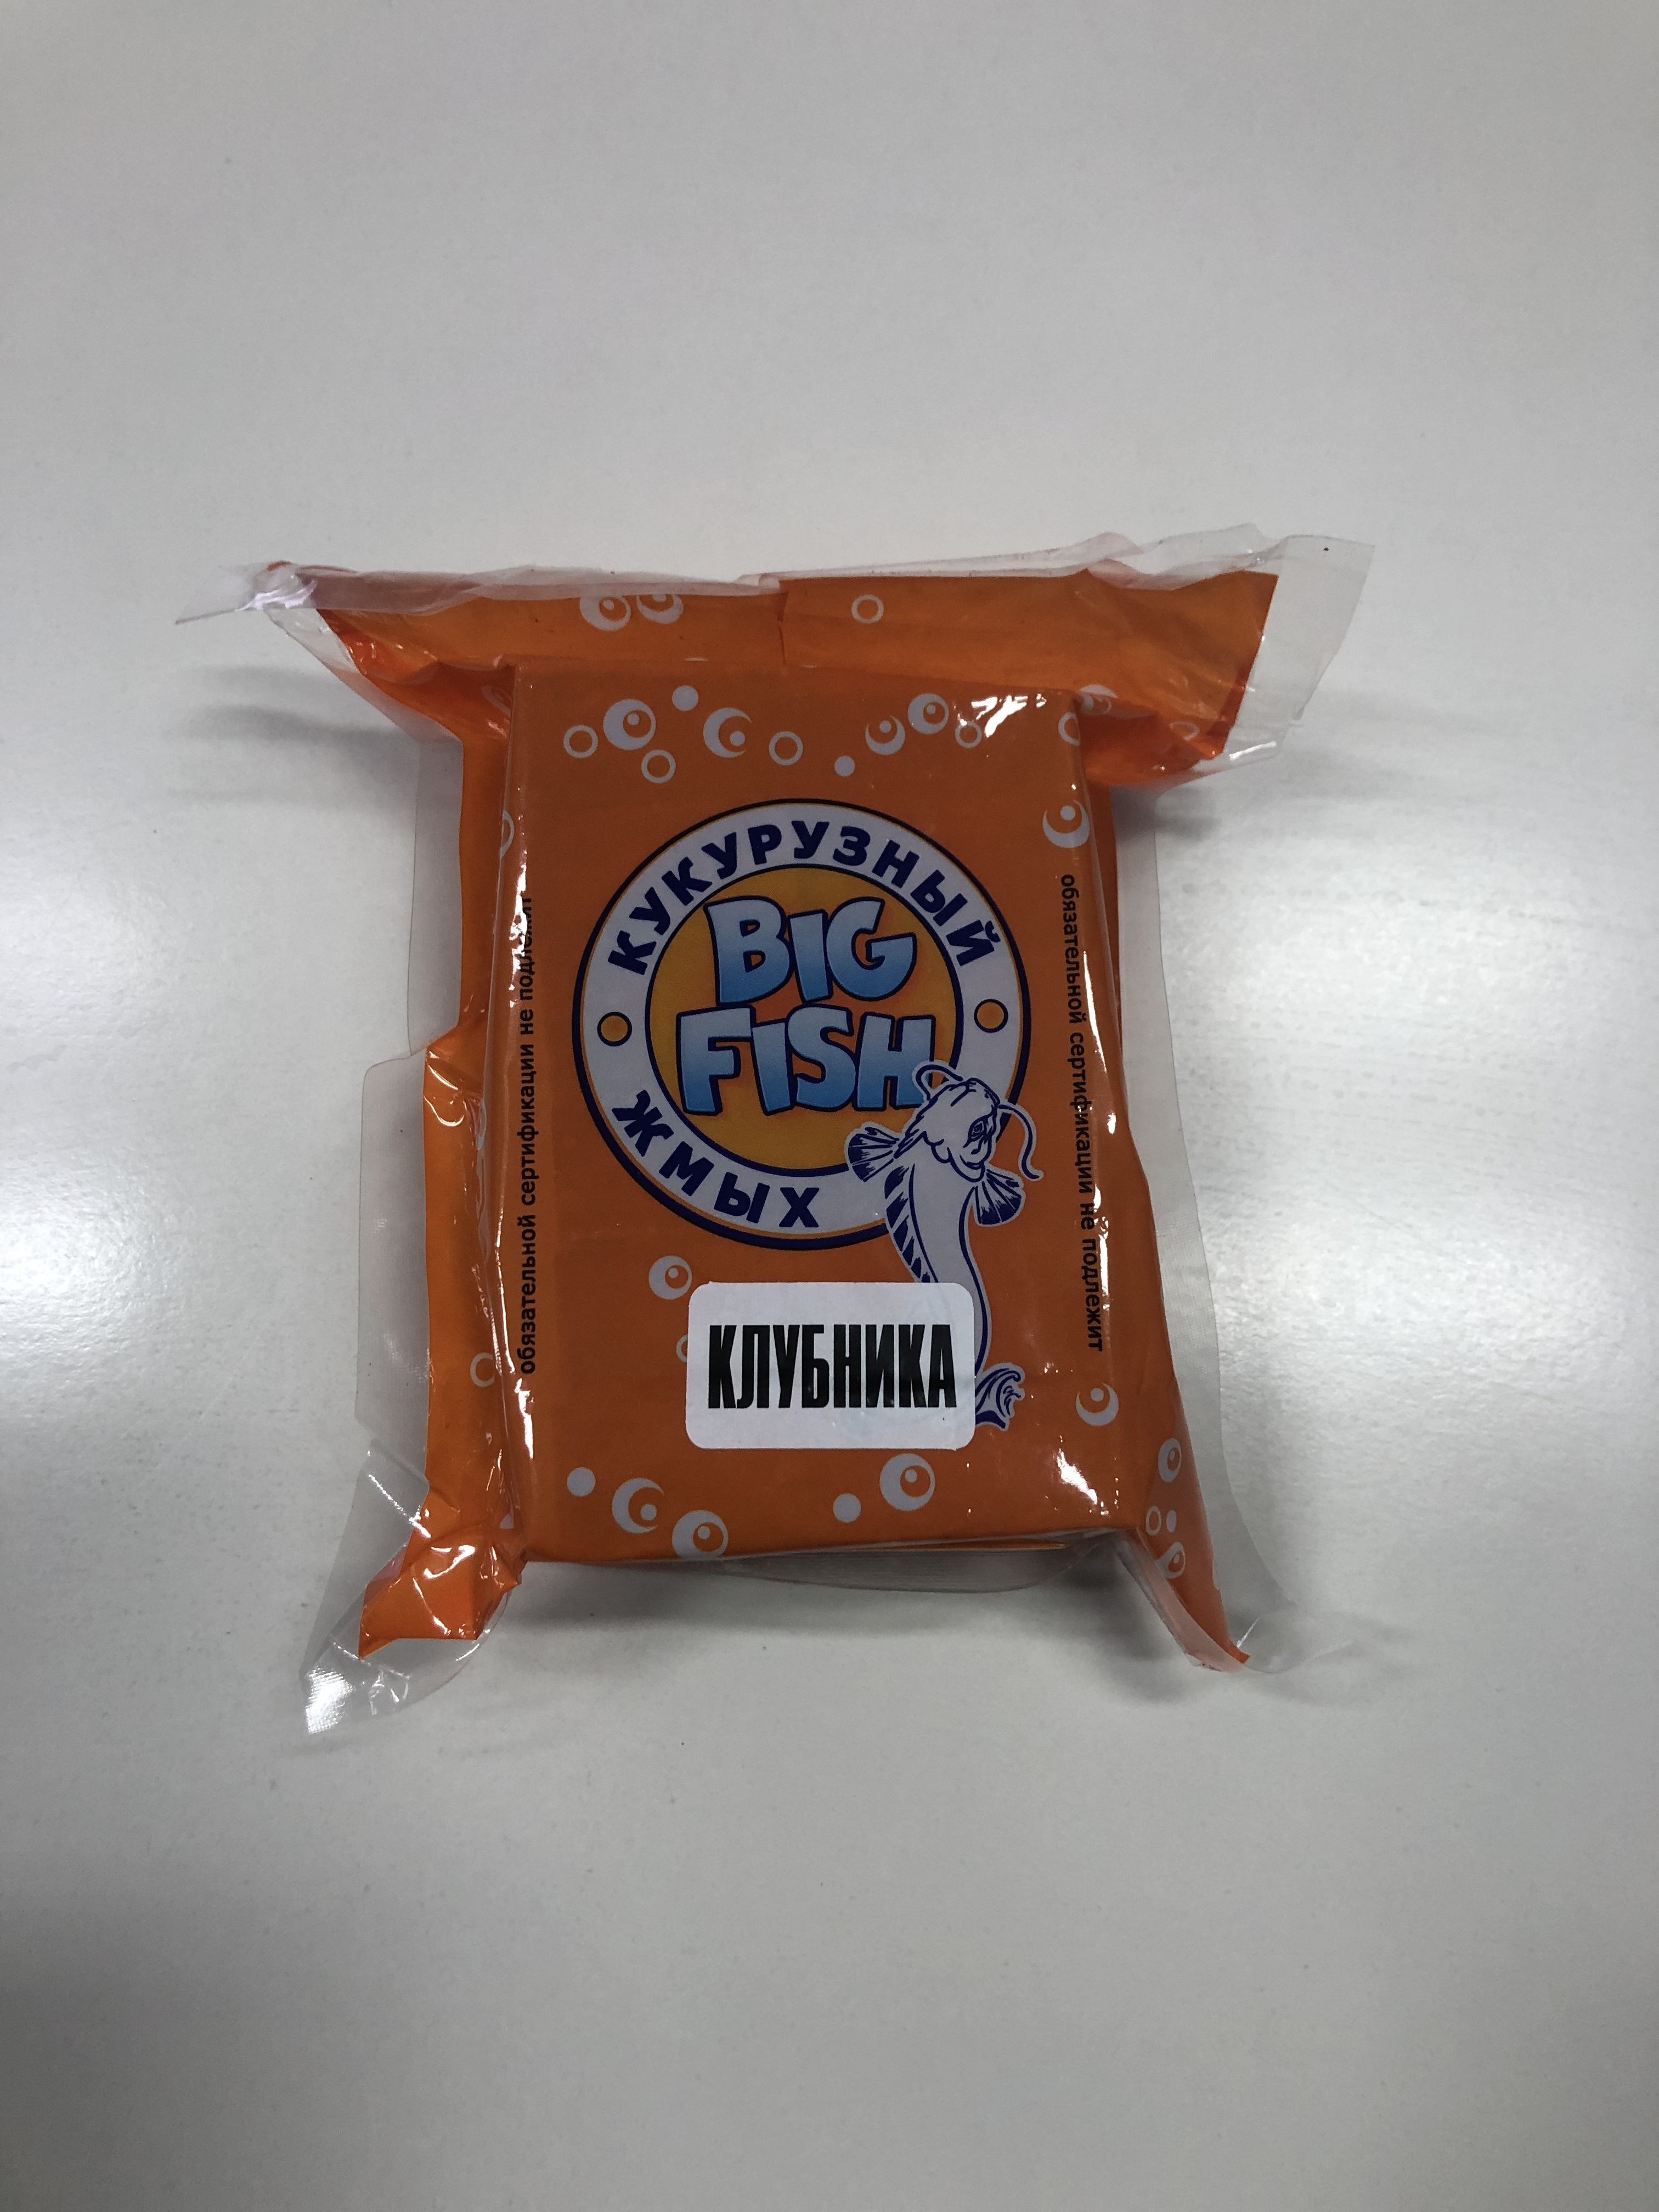 КУКУРУЗНЫЙ
BIG
FISH
ЖМЫХ
КЛУБНИКА
обязательной сертификации не подлежит
обязательной сертификации не подлежит